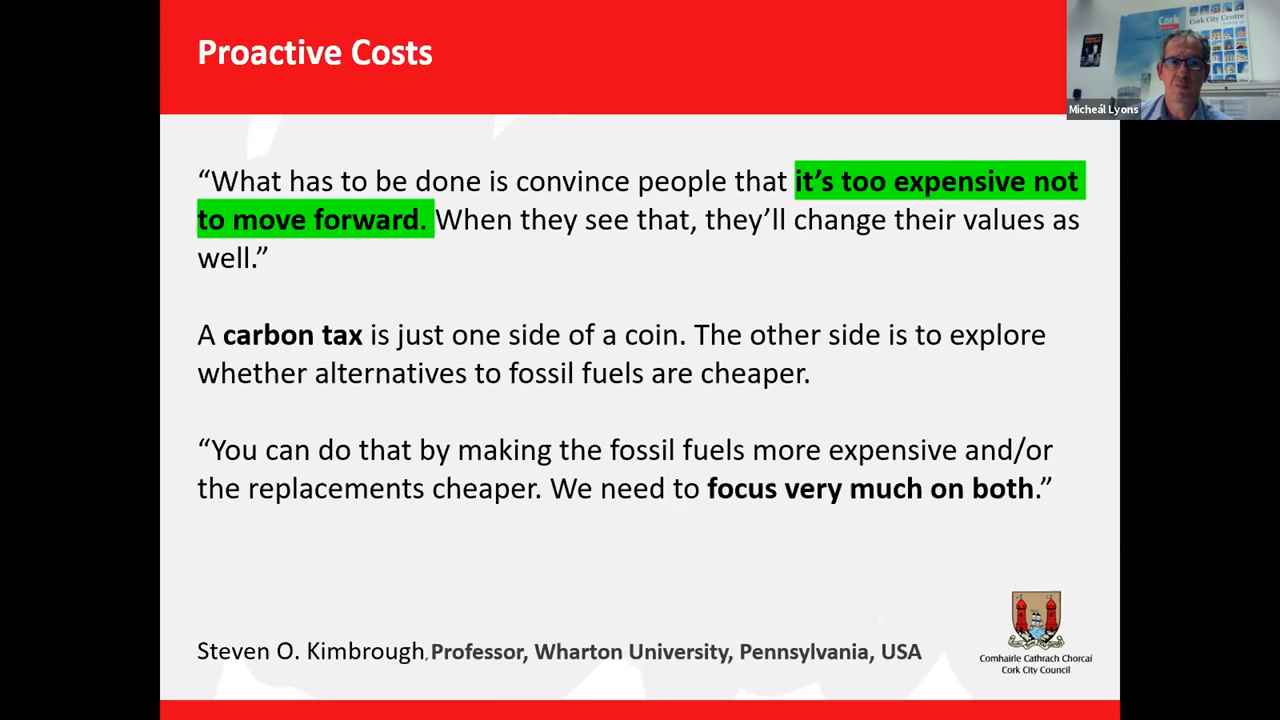 Proactive Costs
Cork
Cork City Centre
Micheál Lyons
“What has to be done is convince people that it’s too expensive not
to move forward. When they see that, they’ll change their values as
well.”
A carbon tax is just one side of a coin. The other side is to explore
whether alternatives to fossil fuels are cheaper.
“You can do that by making the fossil fuels more expensive and/or
the replacements cheaper. We need to focus very much on both.”
Steven O. Kimbrough, Professor, Wharton University, Pennsylvania, USA
Comhairle Cathrach Chorcaí
Cork City Council